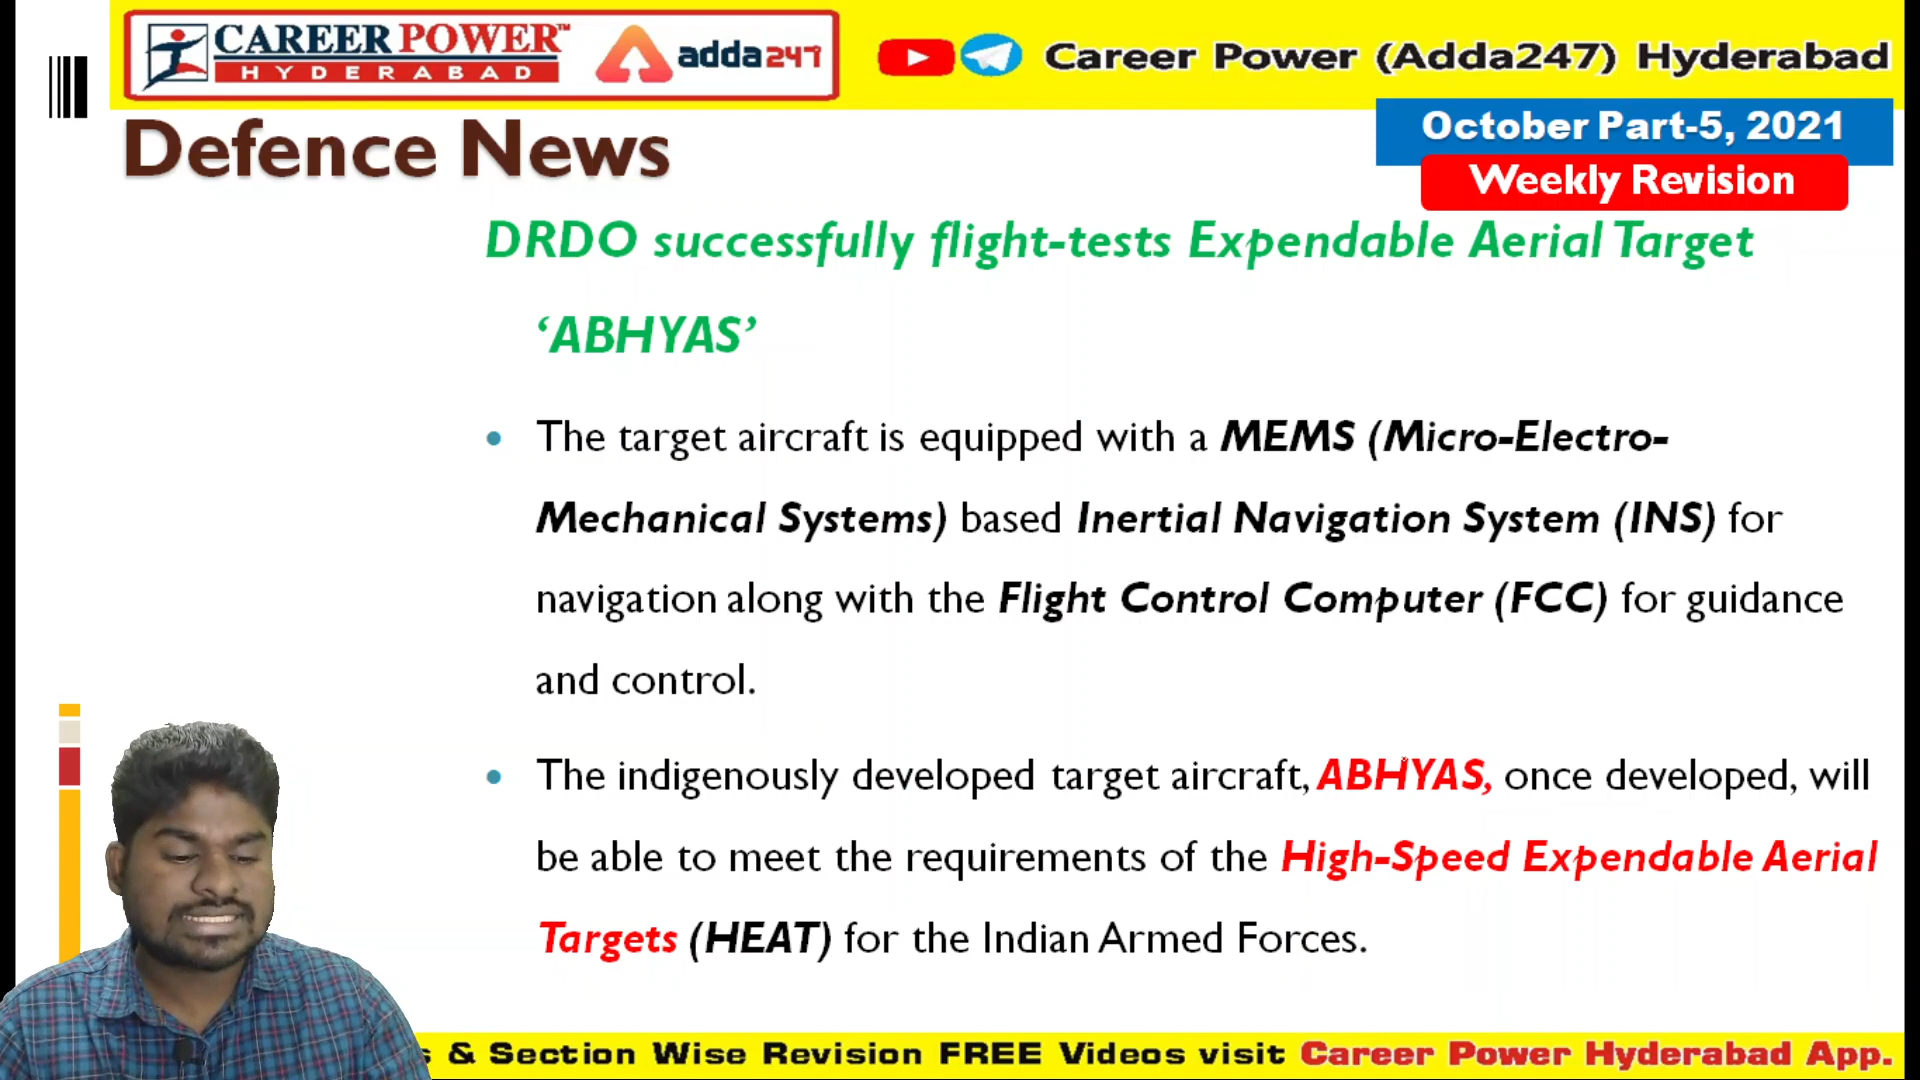 CAREER POWER™
HYDERABAD
adda247
Career Power (Adda247) Hyderabad
Defence News
October Part-5, 2021
Weekly Revision
DRDO successfully flight-tests Expendable Aerial Target
‘ABHYAS’
• The target aircraft is equipped with a MEMS (Micro-Electro-
Mechanical Systems) based Inertial Navigation System (INS) for
navigation along with the Flight Control Computer (FCC) for guidance
and control.
• The indigenously developed target aircraft, ABHYAS, once developed, will
be able to meet the requirements of the High-Speed Expendable Aerial
Targets (HEAT) for the Indian Armed Forces.
& Section Wise Revision FREE Videos visit Career Power Hyderabad App.